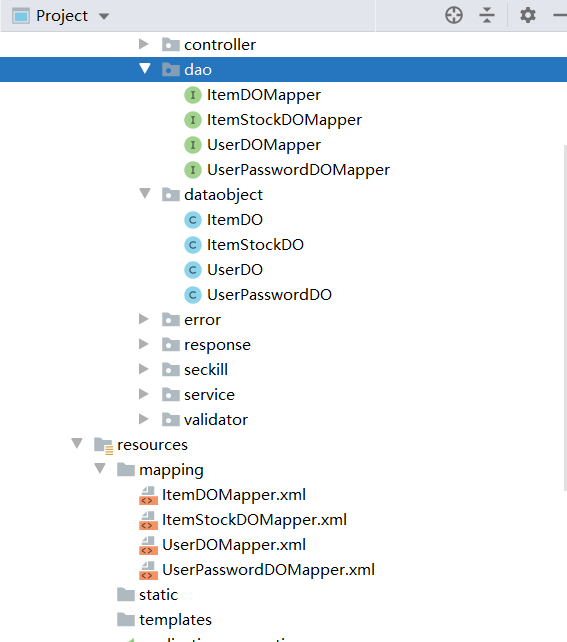 Project
controller
dao
I ItemDOMapper
I ItemStockDOMapper
I UserDOMapper
I UserPasswordDOMapper
dataobject
C ItemDO
C ItemStockDO
C UserDO
C UserPasswordDO
error
response
seckill
service
validator
resources
mapping
ItemDOMapper.xml
ItemStockDOMapper.xml
UserDOMapper.xml
UserPasswordDOMapper.xml
static
templates